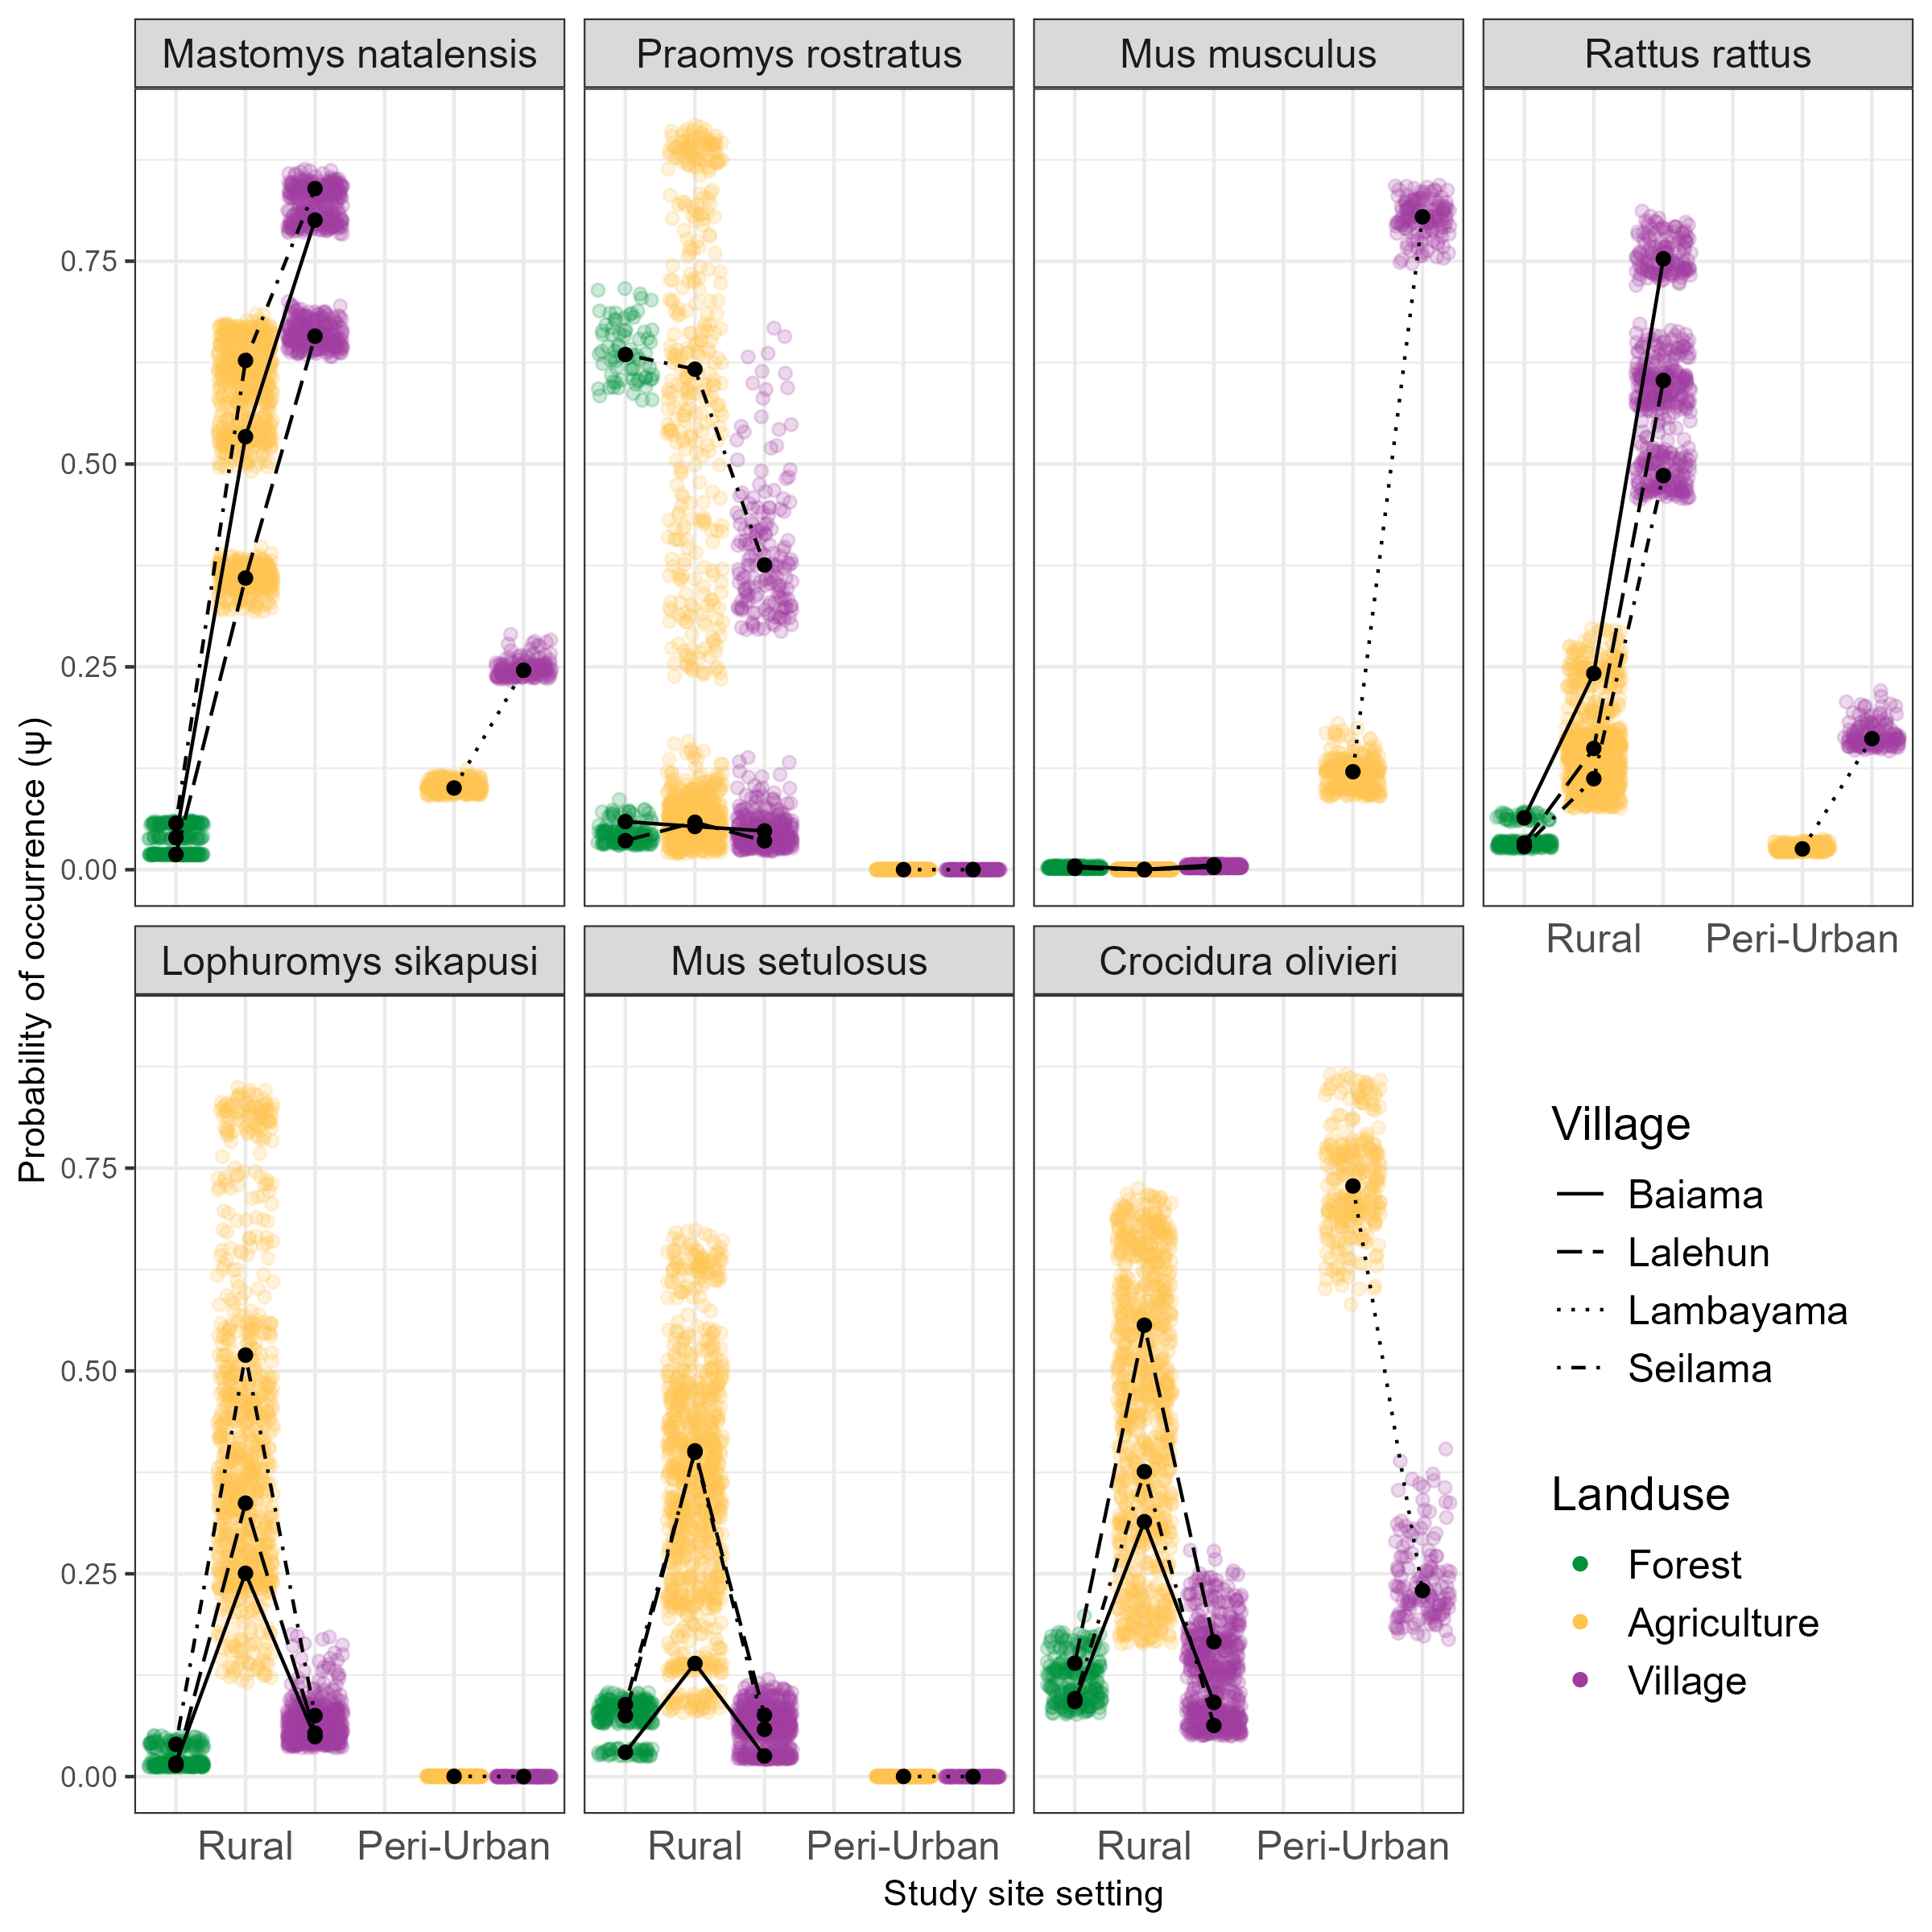 Mastomys natalensis
Praomys rostratus
Mus musculus
Rattus rattus
0.75
0.50
0.25
0.00
Rural
Peri-Urban
Probability of occurrence (ψ)
Lophuromys sikapusi
Mus setulosus
Crocidura olivieri
0.75
0.50
0.25
0.00
Rural
Peri-Urban
Rural
Peri-Urban
Rural
Peri-Urban
Study site setting
Village
Baiama
Lalehun
Lambayama
Seilama
Landuse
Forest
Agriculture
Village